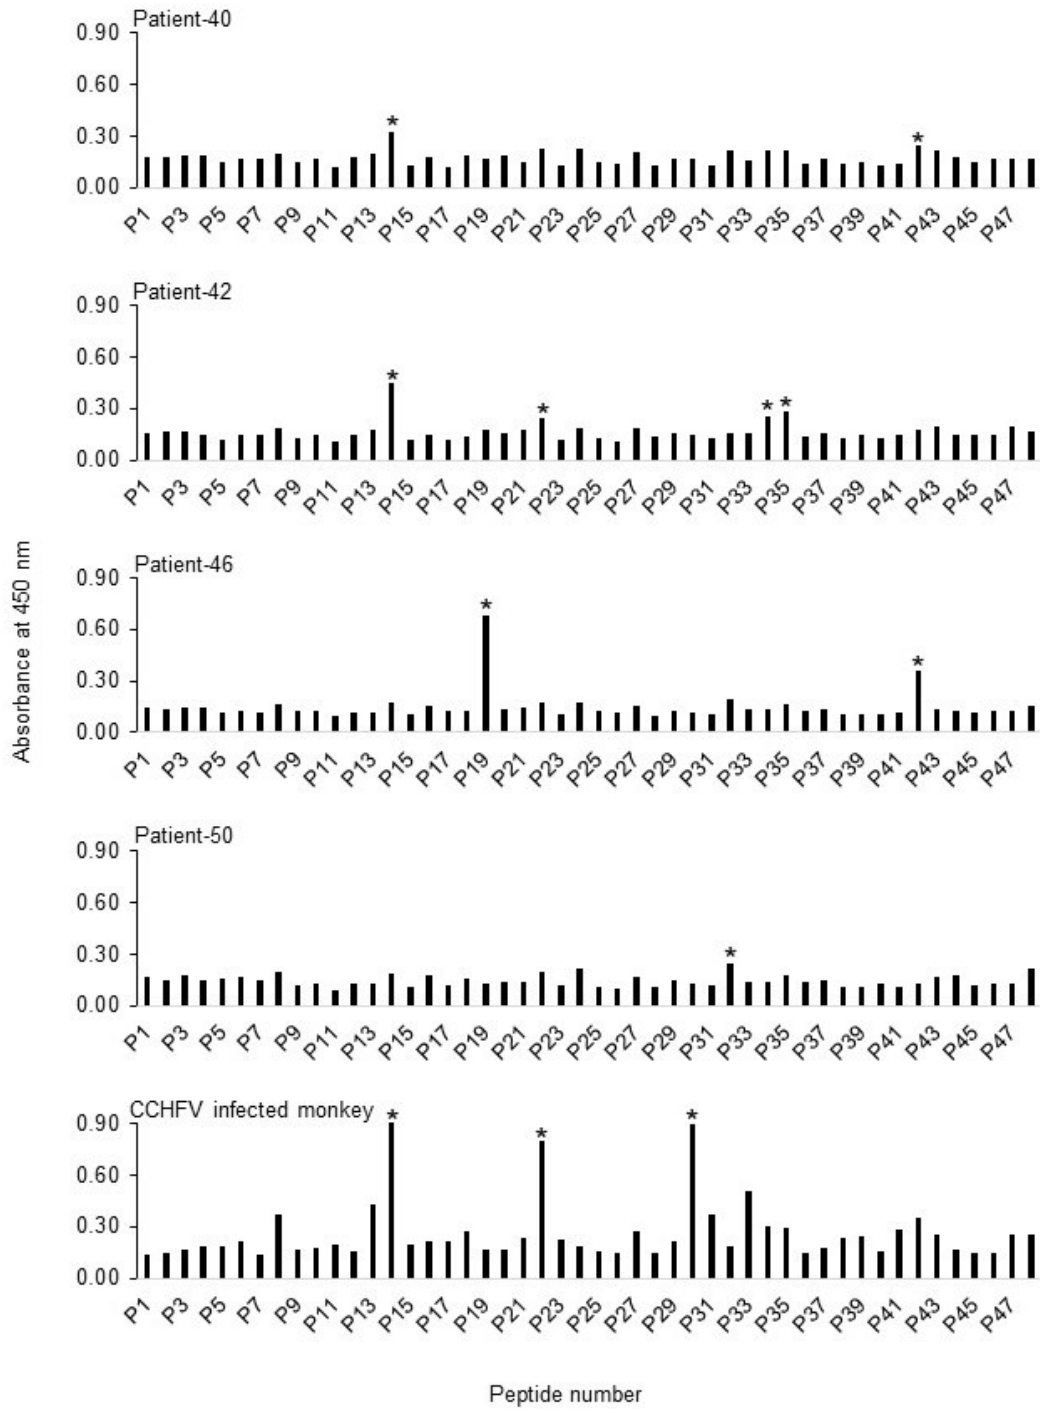 Patient-40
0.90
0.60
*
0.30
*
0.00
P1 P3 P5 P7 P9 P11 P13 P15 P17 P19 P21 P23 P25 P27 P29 P31 P33 P35 P37 P39 P41 P43 P45 P47
Patient-42
0.90
0.60
*
0.30 * * *
0.00
P1 P3 P5 P7 P9 P11 P13 P15 P17 P19 P21 P23 P25 P27 P29 P31 P33 P35 P37 P39 P41 P43 P45 P47
Absorbance at 450 nm
Patient-46
0.90
*
0.60
*
0.30
0.00
P1 P3 P5 P7 P9 P11 P13 P15 P17 P19 P21 P23 P25 P27 P29 P31 P33 P35 P37 P39 P41 P43 P45 P47
Patient-50
0.90
0.60
0.30 *
0.00
P1 P3 P5 P7 P9 P11 P13 P15 P17 P19 P21 P23 P25 P27 P29 P31 P33 P35 P37 P39 P41 P43 P45 P47
CCHFV infected monkey * *
0.90 *
0.60
0.30
0.00
P1 P3 P5 P7 P9 P11 P13 P15 P17 P19 P21 P23 P25 P27 P29 P31 P33 P35 P37 P39 P41 P43 P45 P47
Peptide number